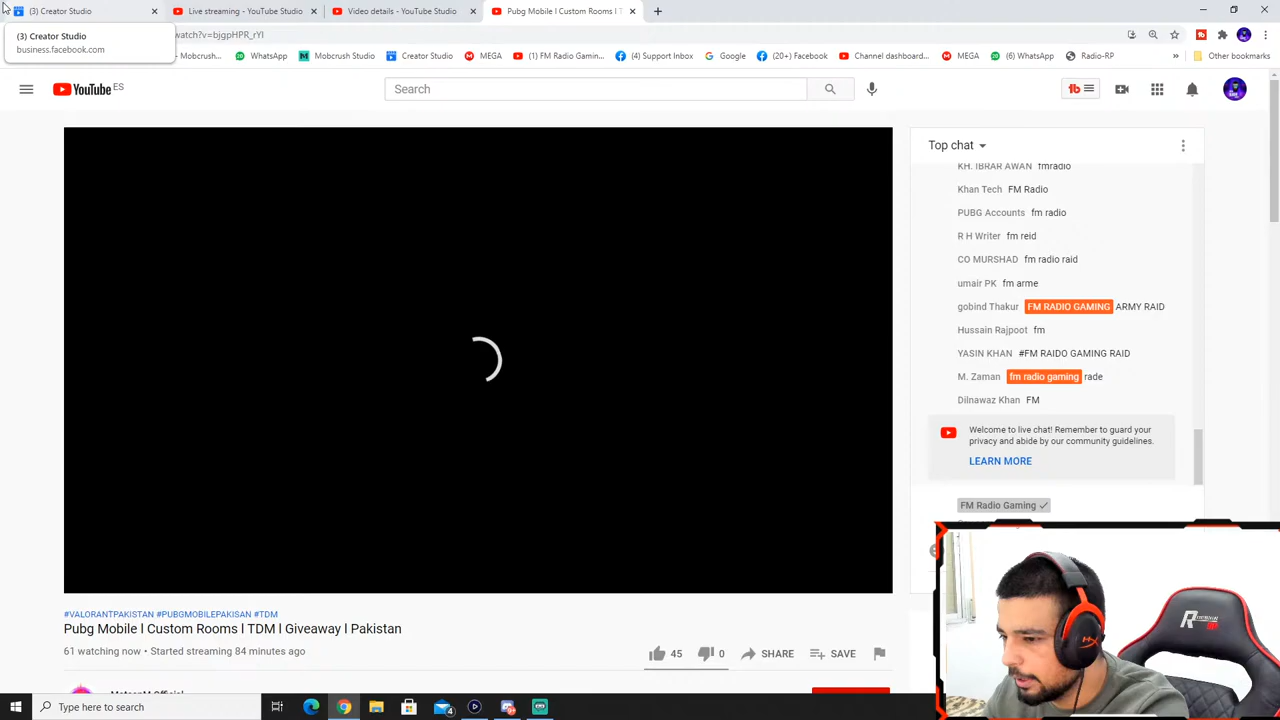 (3) Creator Studio
Live streaming - YouTube Studio
Video details - YouTube Studio
Pubg Mobile l Custom Rooms l T
(3) Creator Studio
business.facebook.com
watch?v=bjgpHPR_rYI
Mobcrush...
WhatsApp
Mobcrush Studio
Creator Studio
MEGA
(1) FM Radio Gamin...
(4) Support Inbox
Google
(20+) Facebook
Channel dashboard...
MEGA
(6) WhatsApp
Radio-RP
»
Other bookmarks
YouTube ES
Search
Top chat
KH. IBRAR AWAN fmradio
Khan Tech FM Radio
PUBG Accounts fm radio
R H Writer fm reid
CO MURSHAD fm radio raid
umair PK fm arme
gobind Thakur FM RADIO GAMING ARMY RAID
Hussain Rajpoot fm
YASIN KHAN #FM RAIDO GAMING RAID
M. Zaman fm radio gaming rade
Dilnawaz Khan FM
Welcome to live chat! Remember to guard your
privacy and abide by our community guidelines.
LEARN MORE
FM Radio Gaming
#VALORANTPAKISTAN #PUBGMOBILEPAKISAN #TDM
Pubg Mobile l Custom Rooms l TDM l Giveaway l Pakistan
61 watching now • Started streaming 84 minutes ago
45
0
SHARE
SAVE
Type here to search